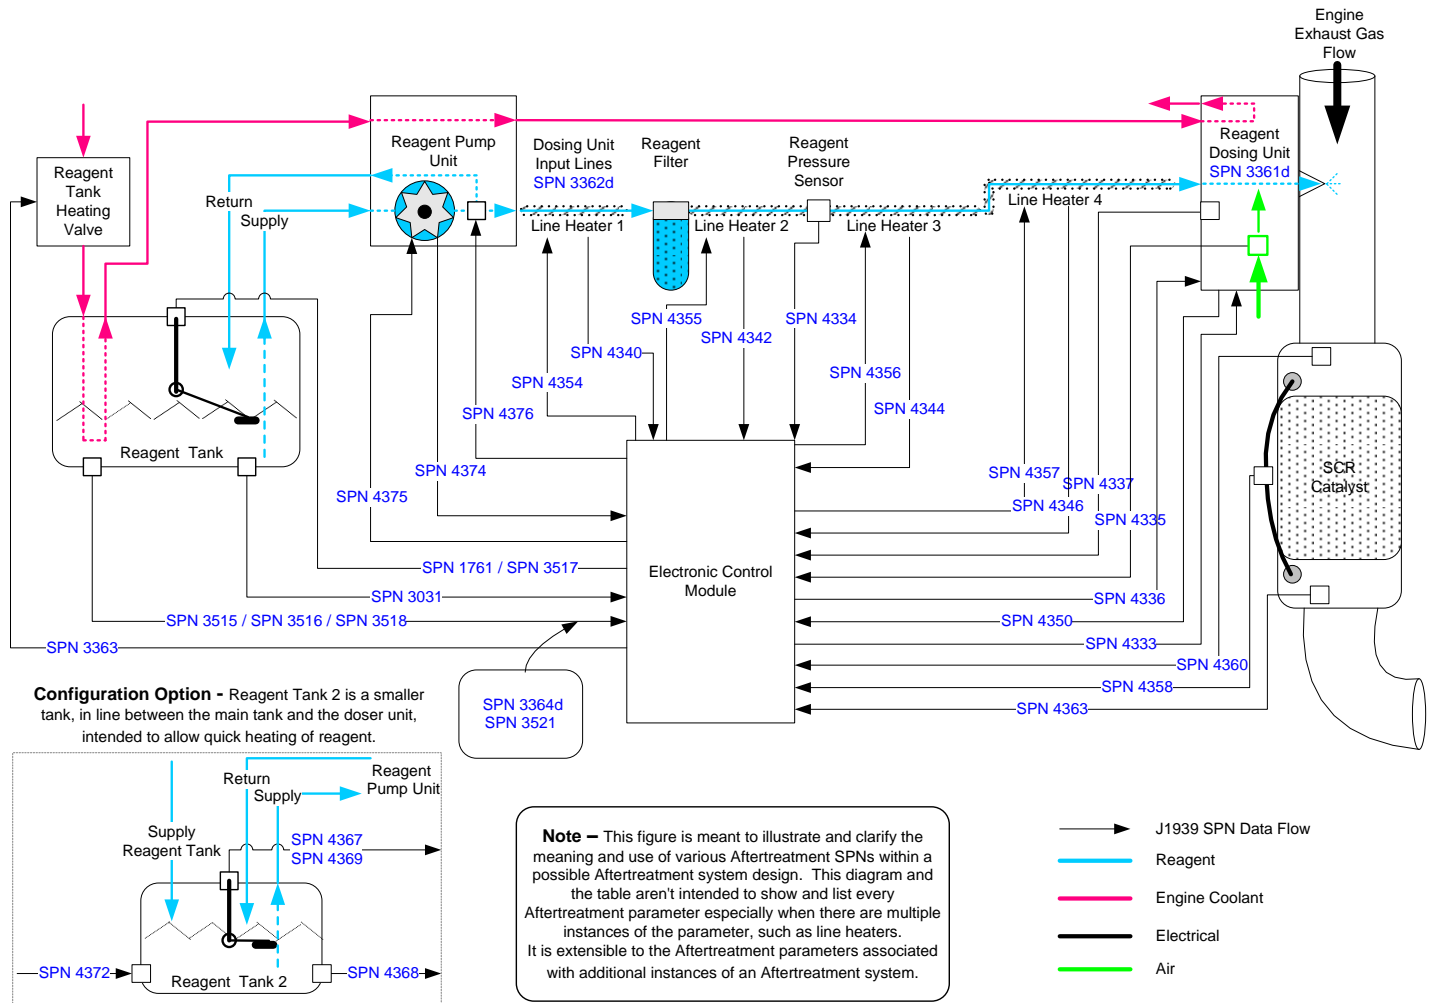 Engine
Exhaust Gas
Flow
Reagent
Tank
Heating
Valve
Return
Supply
Reagent Pump
Unit
Dosing Unit
Input Lines
SPN 3362d
Reagent
Filter
Reagent
Pressure
Sensor
Reagent
Dosing Unit
SPN 3361d
Line Heater 1
Line Heater 2
Line Heater 3
Line Heater 4
SPN 4355
SPN 4342
SPN 4334
SPN 4340
SPN 4354
SPN 4356
SPN 4344
SPN 4376
Reagent Tank
SPN 4374
SPN 4375
SPN 4357
SPN 4337
SPN 4346
SPN 4335
SCR
Catalyst
SPN 1761 / SPN 3517
Electronic Control
Module
SPN 3031
SPN 4336
SPN 3515 / SPN 3516 / SPN 3518
SPN 4350
SPN 3363
SPN 4333
SPN 4360
SPN 4358
SPN 4363
SPN 3364d
SPN 3521
Configuration Option - Reagent Tank 2 is a smaller
tank, in line between the main tank and the doser unit,
intended to allow quick heating of reagent.
Return
Supply
Reagent
Pump Unit
Supply
Reagent Tank
SPN 4367
SPN 4369
SPN 4372
Reagent Tank 2
SPN 4368
Note – This figure is meant to illustrate and clarify the
meaning and use of various Aftertreatment SPNs within a
possible Aftertreatment system design. This diagram and
the table aren't intended to show and list every
Aftertreatment parameter especially when there are multiple
instances of the parameter, such as line heaters.
It is extensible to the Aftertreatment parameters associated
with additional instances of an Aftertreatment system.
J1939 SPN Data Flow
Reagent
Engine Coolant
Electrical
Air